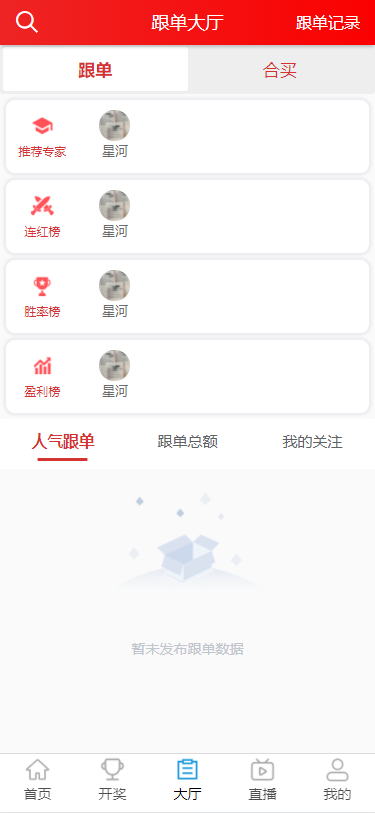 跟单大厅 跟单记录
跟单 合买
推荐专家 星河
连红榜 星河
胜率榜 星河
盈利榜 星河
人气跟单 跟单总额 我的关注
暂未发布跟单数据
首页 开奖 大厅 直播 我的